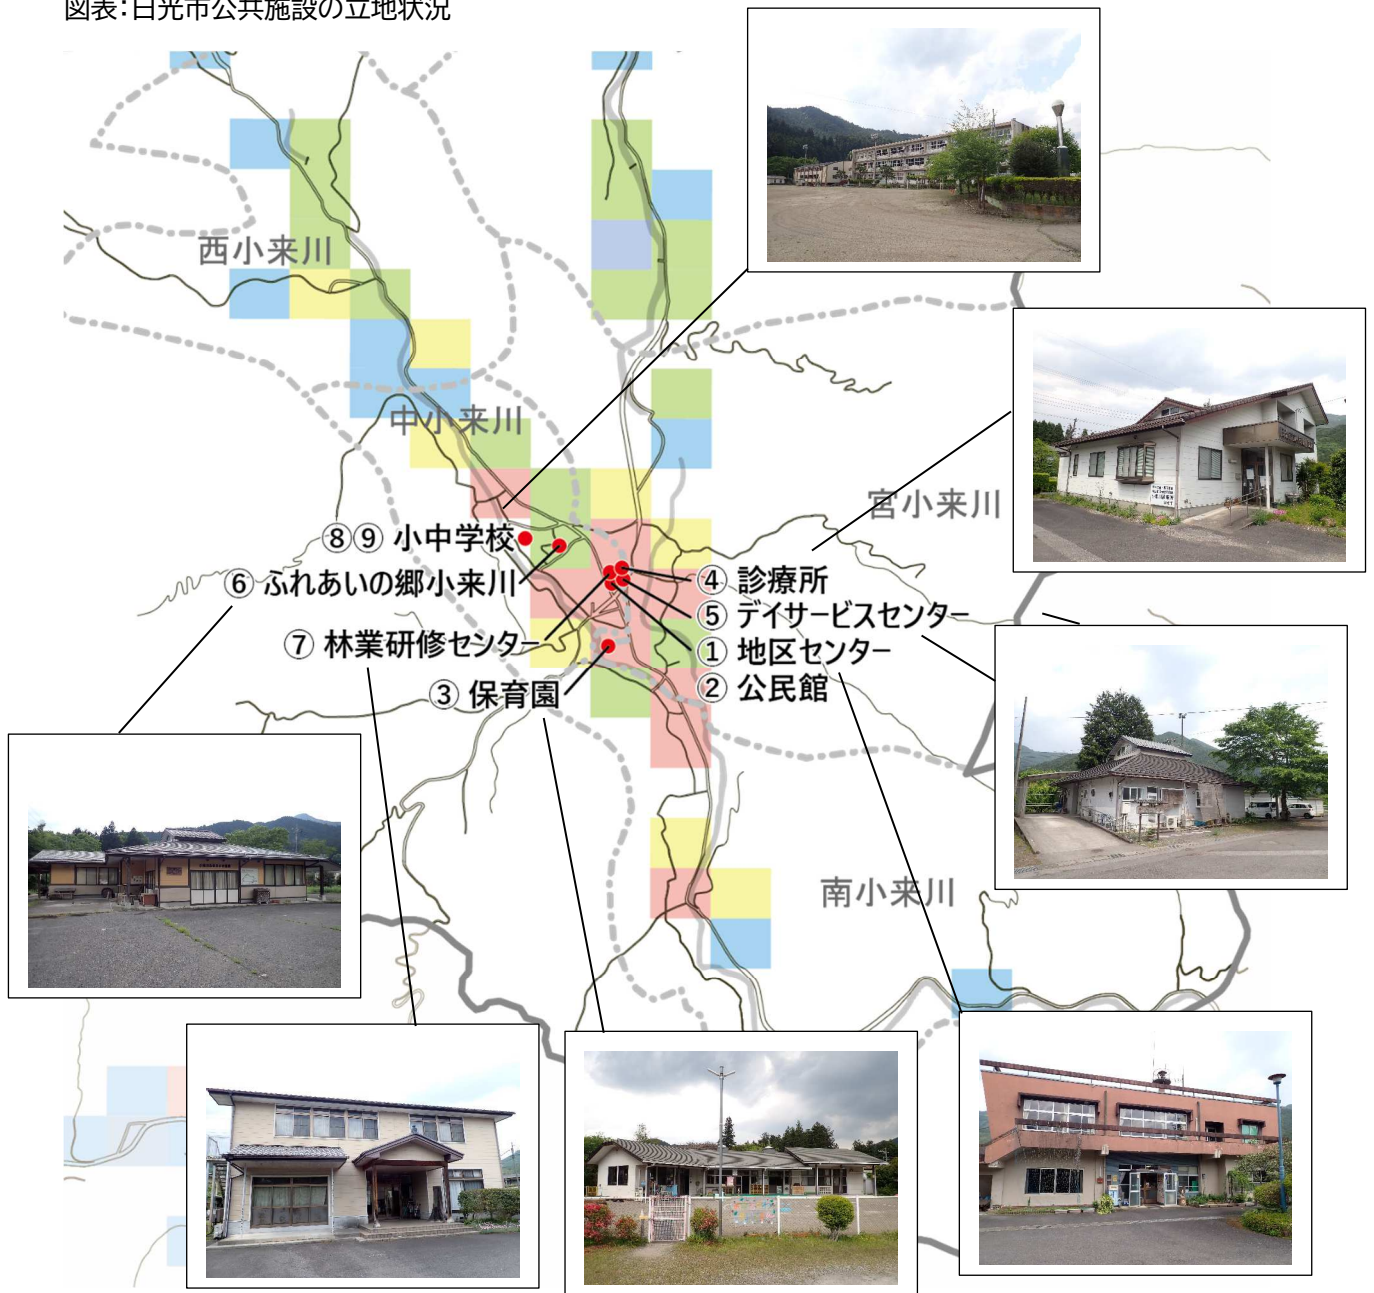 図表：日光市公共施設の立地状況
西小来川
中小来川
宮小来川
⑧⑨ 小中学校
⑥ ふれあいの郷小来川
④ 診療所
⑤ デイサービスセンター
⑦ 林業研修センター
① 地区センター
③ 保育園
② 公民館
南小来川